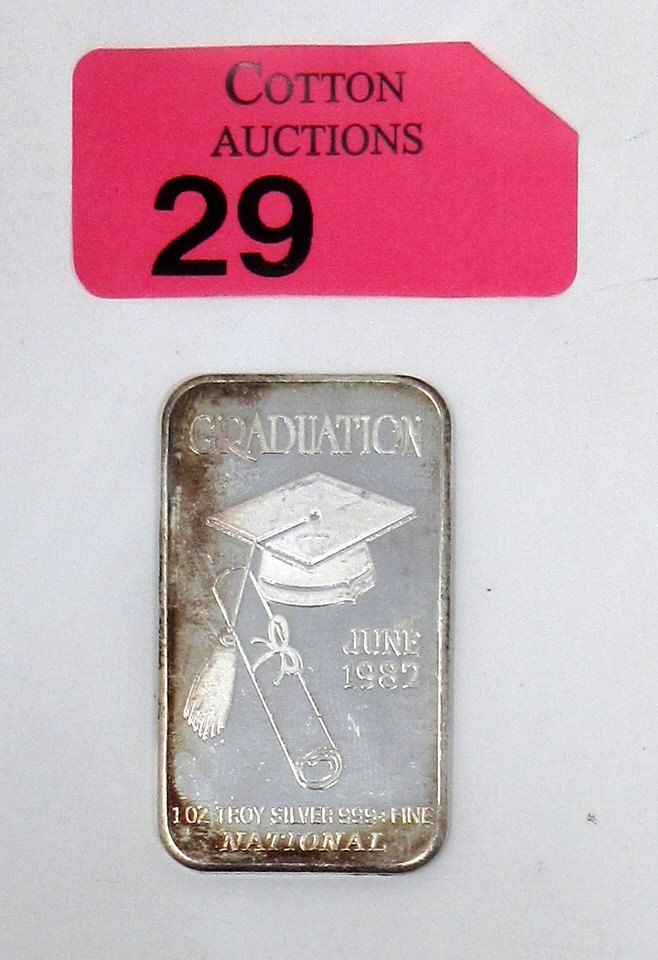 COTTON
AUCTIONS
29
GRADUATION
JUNE
1982
1 OZ. TROY SILVER 999+ FINE
NATIONAL